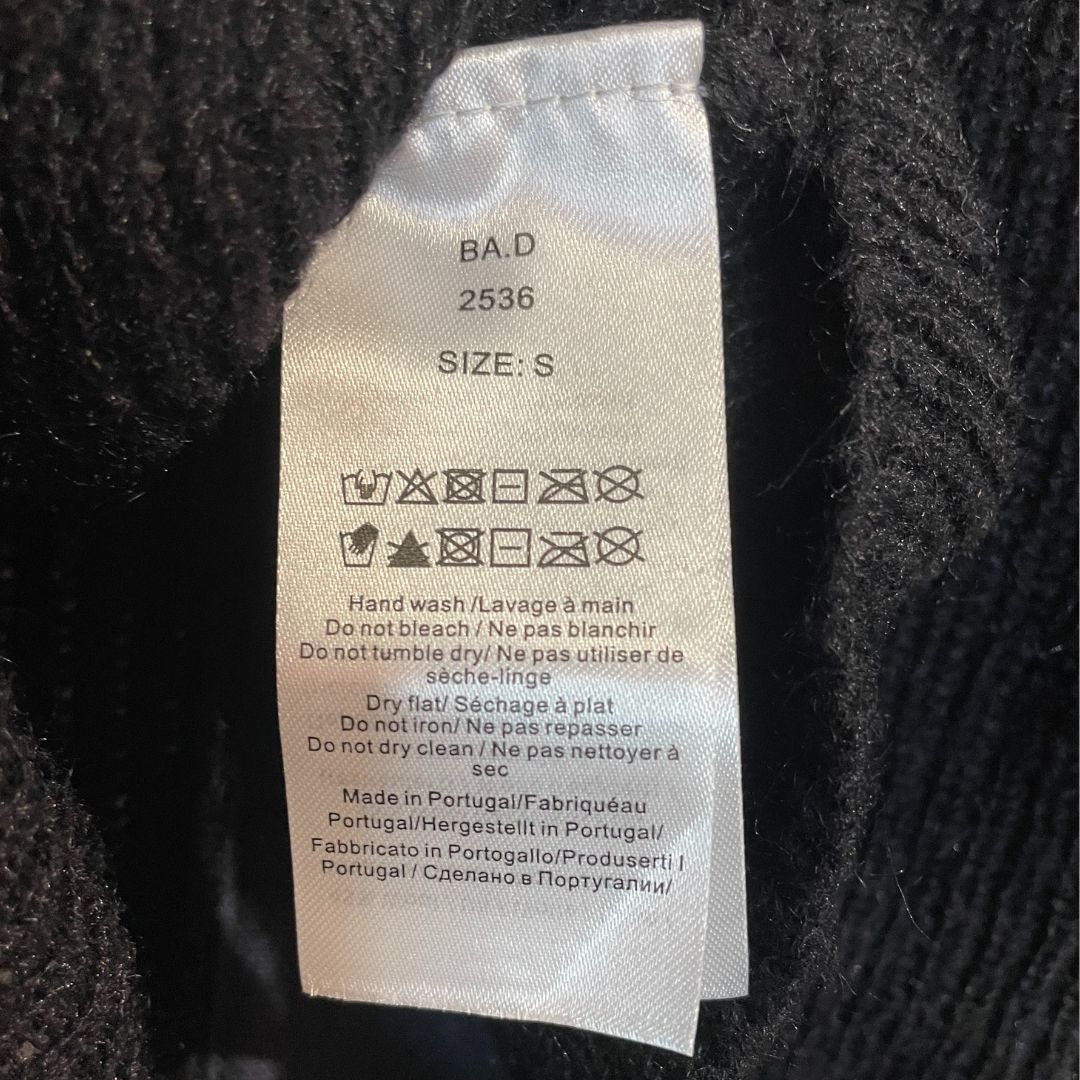 BA.D
2536
SIZE: S
Hand wash /Lavage à main
Do not bleach / Ne pas blanchir
Do not tumble dry/ Ne pas utiliser de
sèche-linge
Dry flat/ Séchage à plat
Do not iron/ Ne pas repasser
Do not dry clean / Ne pas nettoyer à
sec
Made in Portugal/Fabriquéau
Portugal/Hergestellt in Portugal/
Fabbricato in Portogallo/Produserti I
Portugal / Сделано в Португалии/